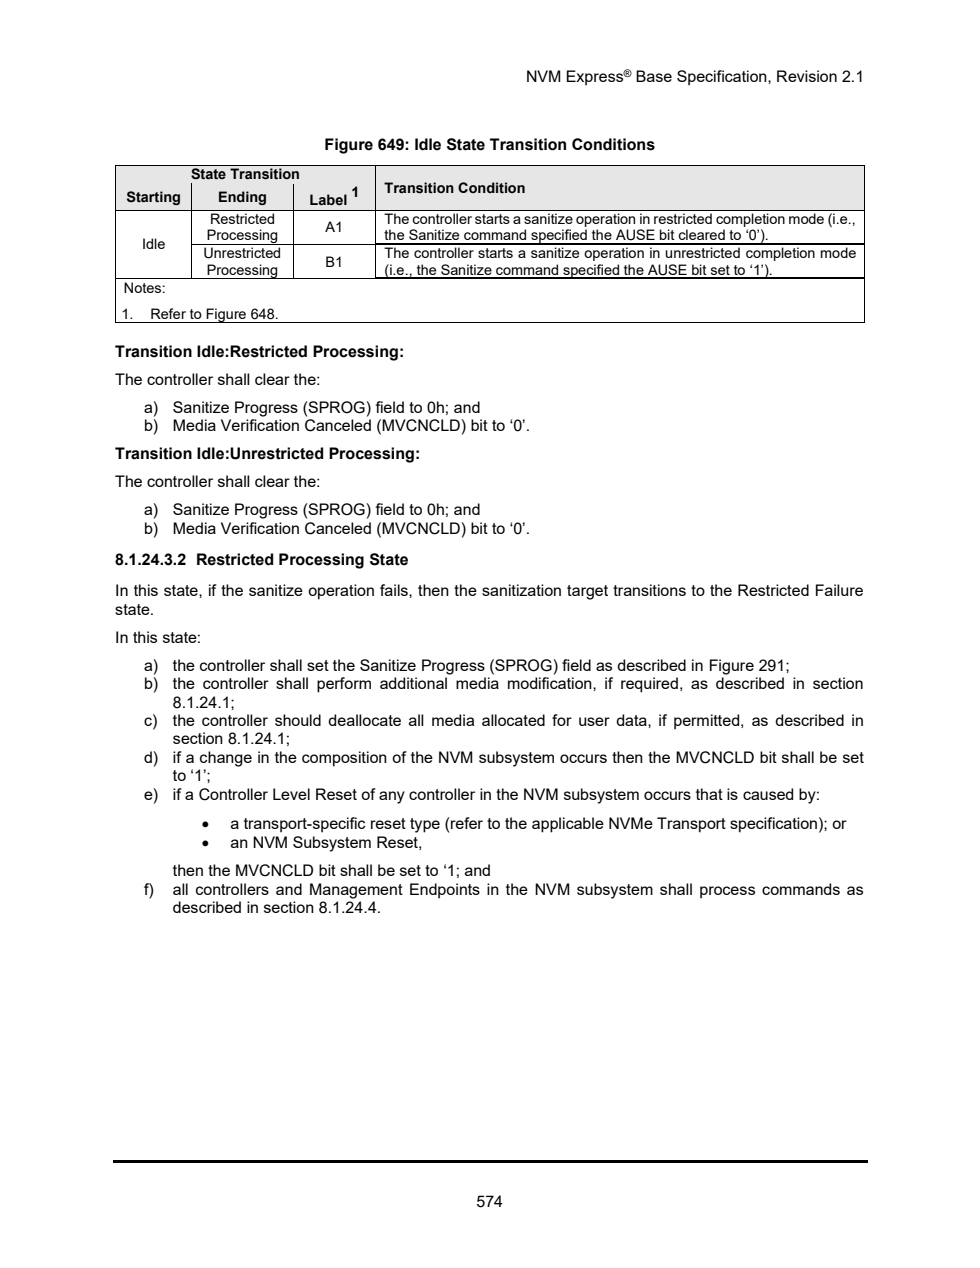 NVM Express® Base Specification, Revision 2.1
Figure 649: Idle State Transition Conditions
State Transition
Transition Condition
Starting Ending Label 1
Idle
Restricted
Processing
A1
The controller starts a sanitize operation in restricted completion mode (i.e.,
the Sanitize command specified the AUSE bit cleared to ‘0’).
Unrestricted
Processing
B1
The controller starts a sanitize operation in unrestricted completion mode
(i.e., the Sanitize command specified the AUSE bit set to ‘1’).
Notes:
1. Refer to Figure 648.
Transition Idle:Restricted Processing:
The controller shall clear the:
a) Sanitize Progress (SPROG) field to 0h; and
b) Media Verification Canceled (MVCNCLD) bit to ‘0’.
Transition Idle:Unrestricted Processing:
The controller shall clear the:
a) Sanitize Progress (SPROG) field to 0h; and
b) Media Verification Canceled (MVCNCLD) bit to ‘0’.
8.1.24.3.2 Restricted Processing State
In this state, if the sanitize operation fails, then the sanitization target transitions to the Restricted Failure
state.
In this state:
a) the controller shall set the Sanitize Progress (SPROG) field as described in Figure 291;
b) the controller shall perform additional media modification, if required, as described in section
8.1.24.1;
c) the controller should deallocate all media allocated for user data, if permitted, as described in
section 8.1.24.1;
d) if a change in the composition of the NVM subsystem occurs then the MVCNCLD bit shall be set
to ‘1’;
e) if a Controller Level Reset of any controller in the NVM subsystem occurs that is caused by:
• a transport-specific reset type (refer to the applicable NVMe Transport specification); or
• an NVM Subsystem Reset,
then the MVCNCLD bit shall be set to ‘1; and
f) all controllers and Management Endpoints in the NVM subsystem shall process commands as
described in section 8.1.24.4.
574